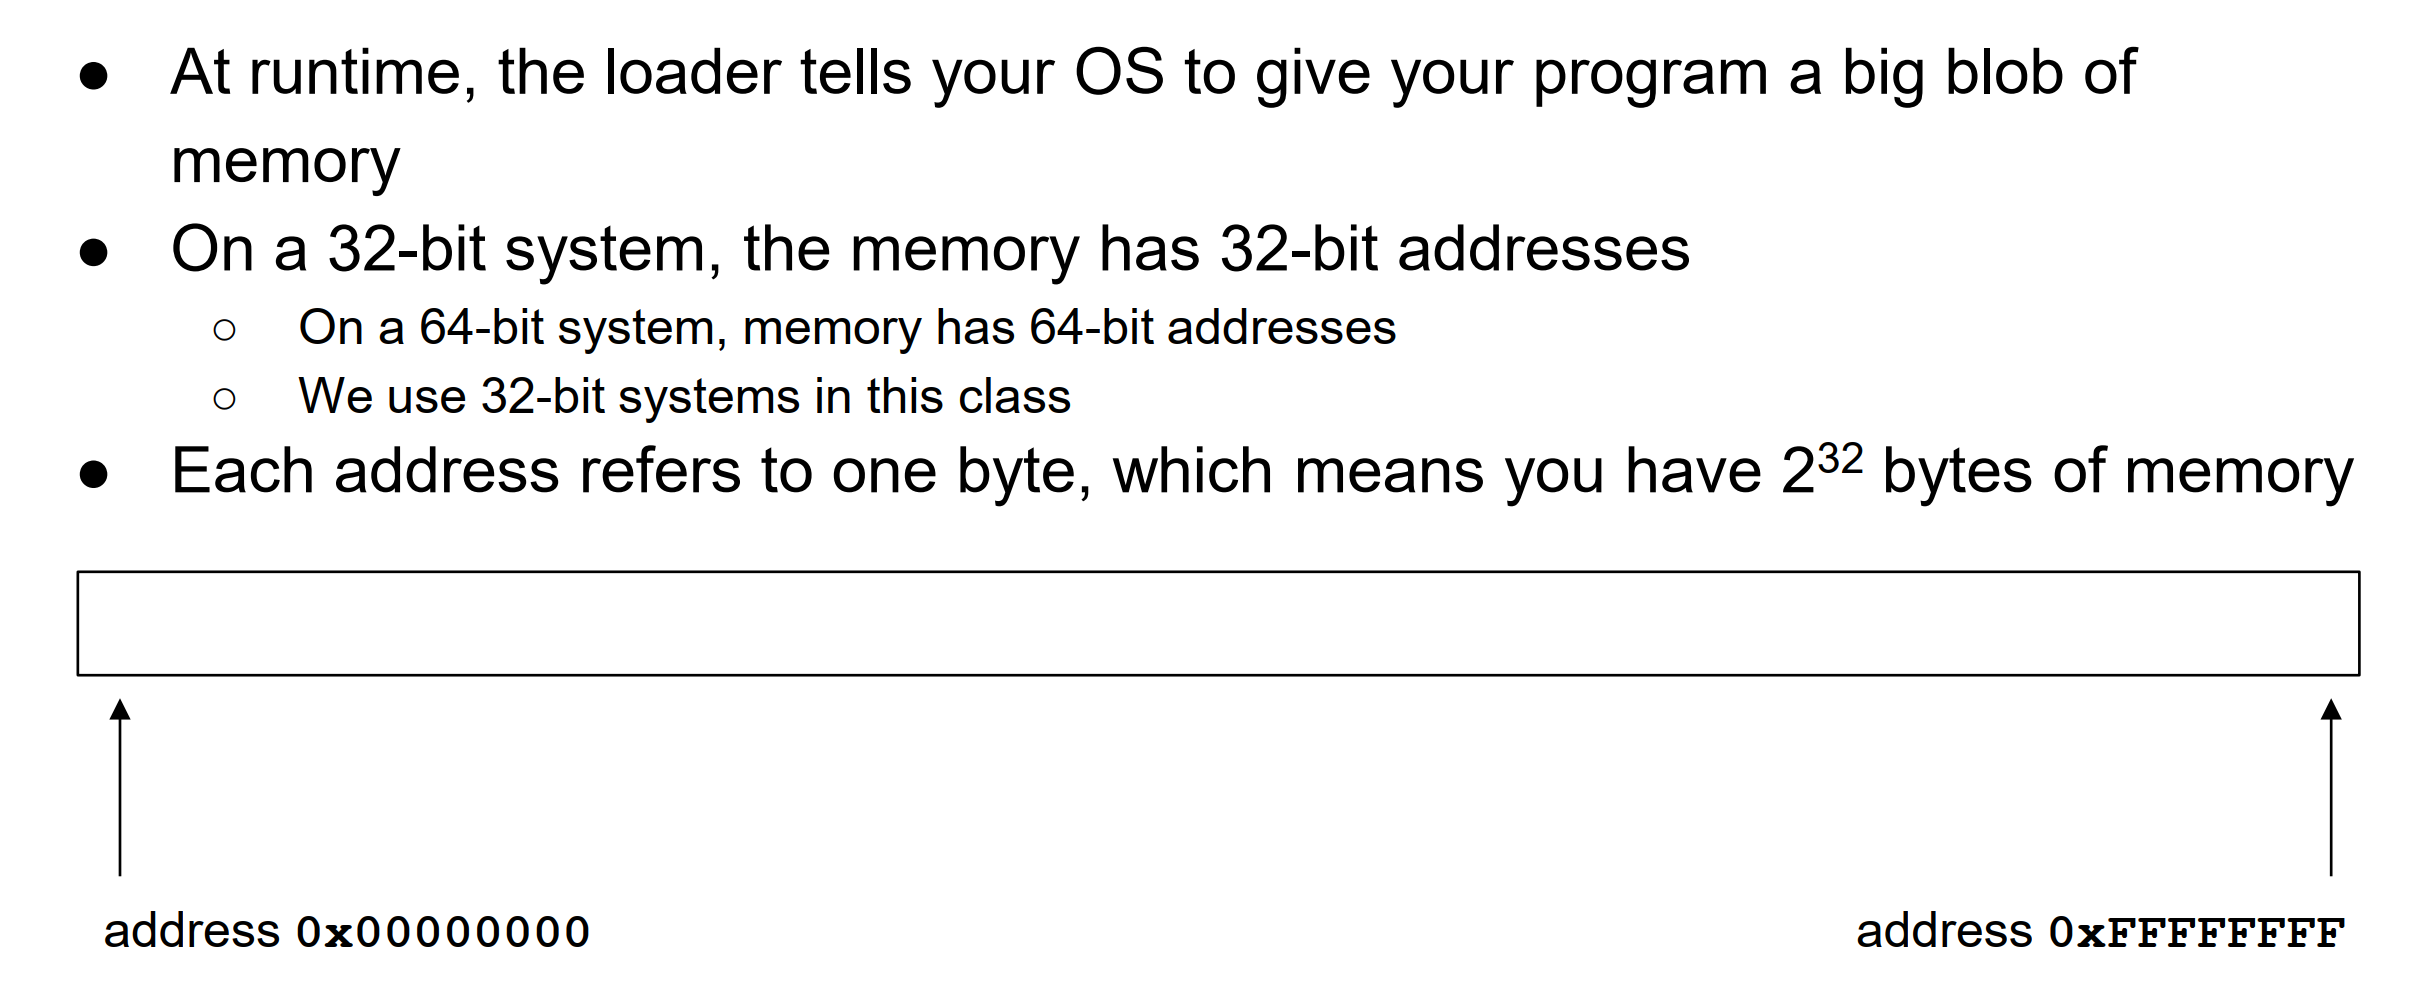 ● At runtime, the loader tells your OS to give your program a big blob of
memory
● On a 32-bit system, the memory has 32-bit addresses
○ On a 64-bit system, memory has 64-bit addresses
○ We use 32-bit systems in this class
● Each address refers to one byte, which means you have 2³² bytes of memory
address 0x00000000 address 0xFFFFFFFF